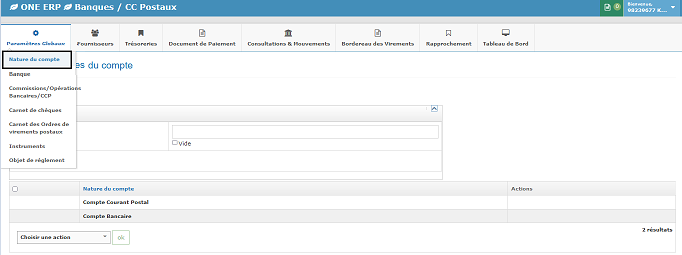 ONE ERP Banques / CC Postaux
0
Bienvenue,
98239677 K...
Paramètres Globaux
Fournisseurs
Trésoreries
Document de Paiement
Consultations & Mouvements
Bordereau des Virements
Rapprochement
Tableau de Bord
Nature du compte
Banque
Commissions/Opérations
Bancaires/CCP
Carnet de chèques
Carnet des Ordres de
virements postaux
Instruments
Objet de règlement
es du compte
Vide
Nature du compte Actions
Compte Courant Postal
Compte Bancaire
2 résultats
Choisir une action ok